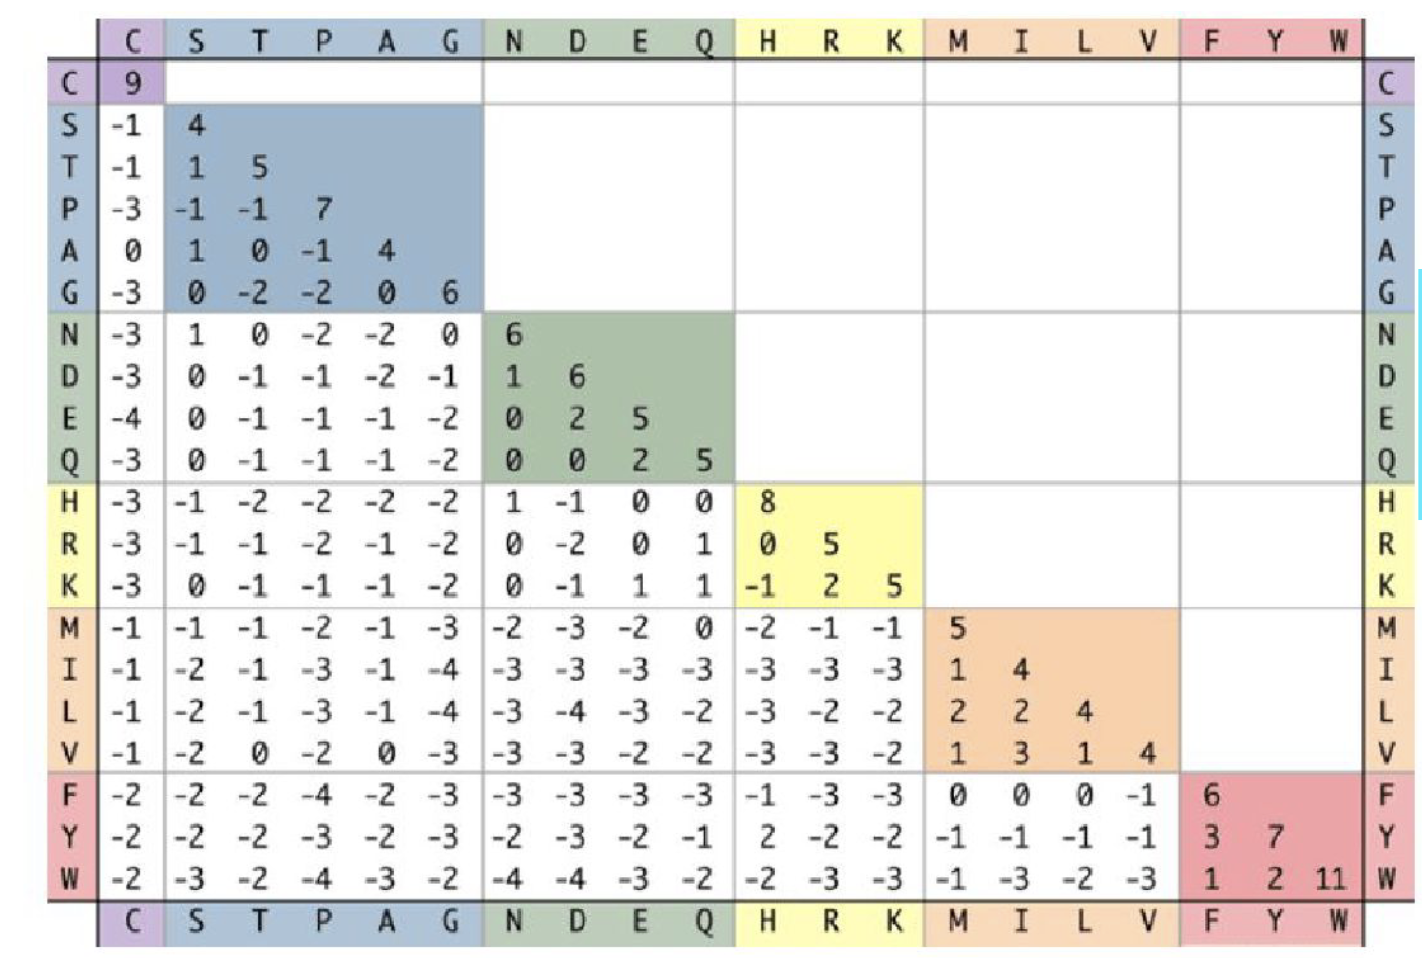 C S T P A G N D E Q H R K M I L V F Y W
C 9 C
S -1 4 S
T -1 1 5 T
P -3 -1 -1 7 P
A 0 1 0 -1 4 A
G -3 0 -2 -2 0 6 G
N -3 1 0 -2 -2 0 6 N
D -3 0 -1 -1 -2 -1 1 6 D
E -4 0 -1 -1 -1 -2 0 2 5 E
Q -3 0 -1 -1 -1 -2 0 0 2 5 Q
H -3 -1 -2 -2 -2 -2 1 -1 0 0 8 H
R -3 -1 -1 -2 -1 -2 0 -2 0 1 0 5 R
K -3 0 -1 -1 -1 -2 0 -1 1 1 -1 2 5 K
M -1 -1 -1 -2 -1 -3 -2 -3 -2 0 -2 -1 -1 5 M
I -1 -2 -1 -3 -1 -4 -3 -3 -3 -3 -3 -3 -3 1 4 I
L -1 -2 -1 -3 -1 -4 -3 -4 -3 -2 -3 -2 -2 2 2 4 L
V -1 -2 0 -2 0 -3 -3 -3 -2 -2 -3 -3 -2 1 3 1 4 V
F -2 -2 -2 -4 -2 -3 -3 -3 -3 -3 -1 -3 -3 0 0 0 -1 6 F
Y -2 -2 -2 -3 -2 -3 -2 -3 -2 -1 2 -2 -2 -1 -1 -1 -1 3 7 Y
W -2 -3 -2 -4 -3 -2 -4 -4 -3 -2 -2 -3 -3 -1 -3 -2 -3 1 2 11 W
C S T P A G N D E Q H R K M I L V F Y W